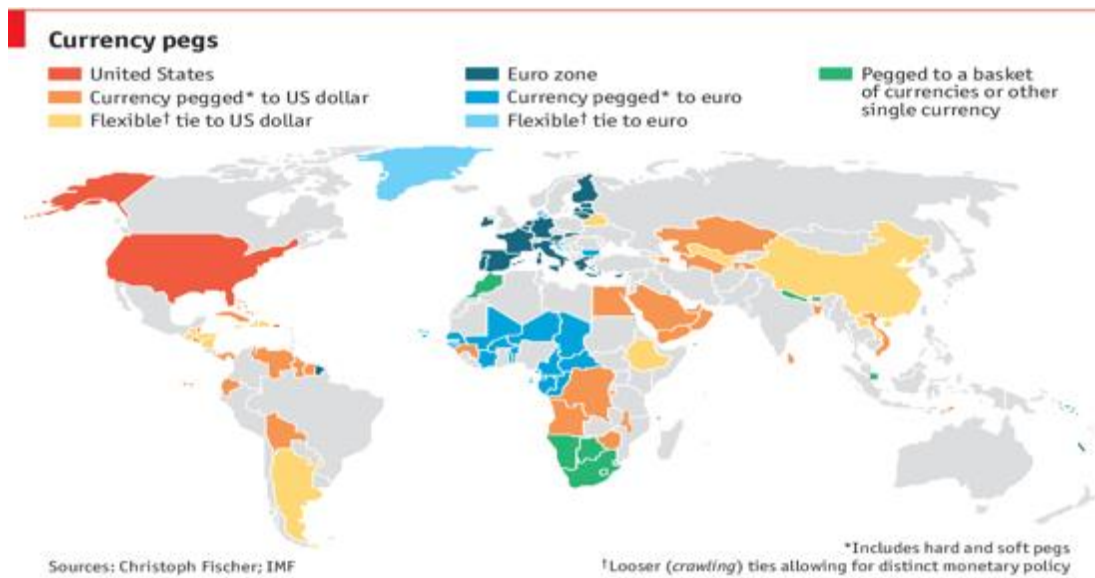 Currency pegs
United States
Currency pegged* to US dollar
Flexible† tie to US dollar
Euro zone
Currency pegged* to euro
Flexible† tie to euro
Pegged to a basket
of currencies or other
single currency
Sources: Christoph Fischer; IMF
*Includes hard and soft pegs
†Looser (crawling) ties allowing for distinct monetary policy